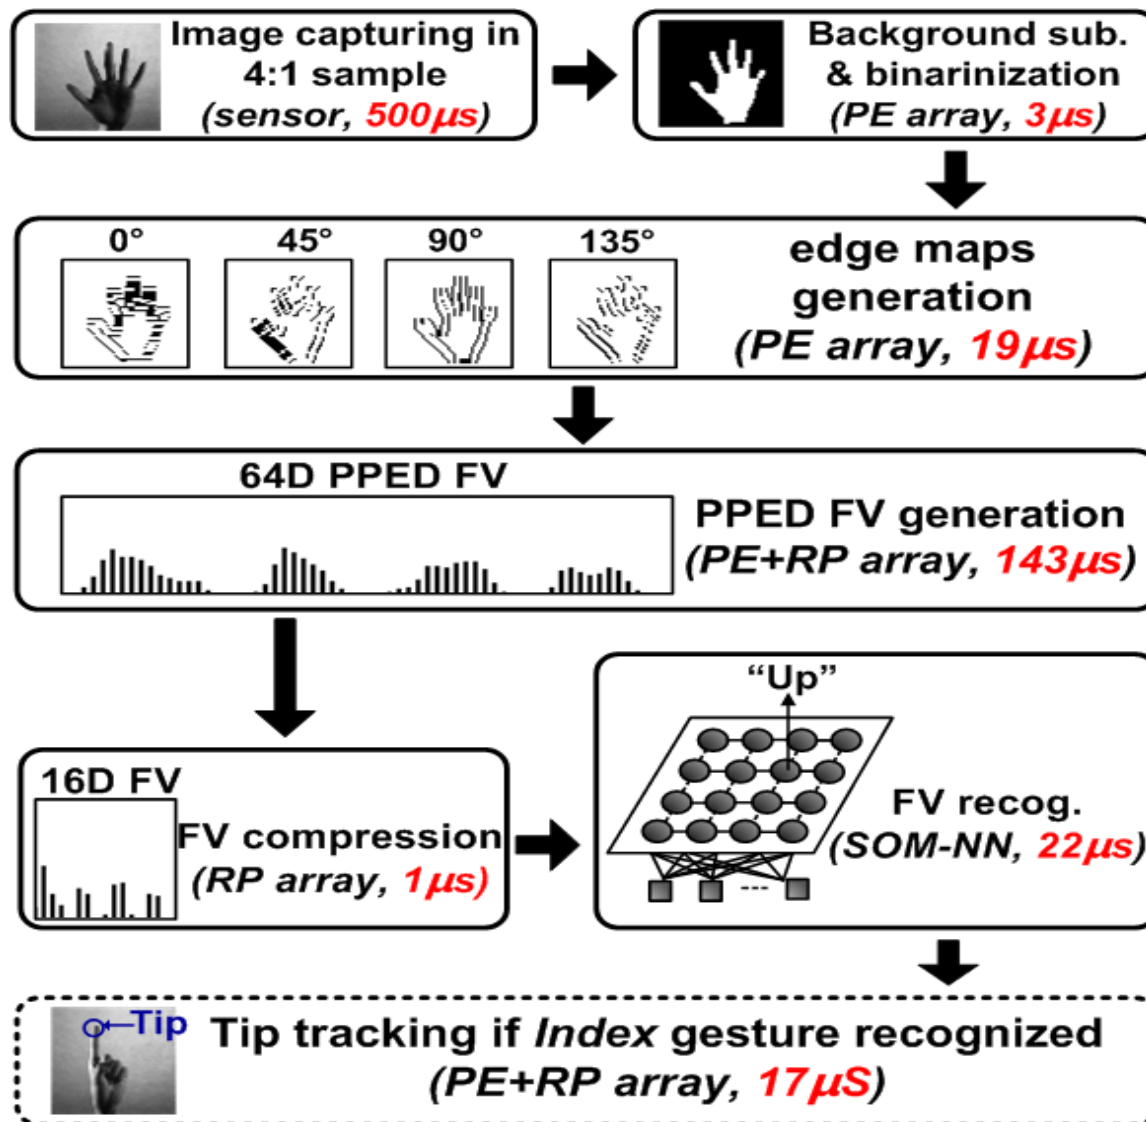 Image capturing in
4:1 sample
(sensor, 500μs)
Background sub.
& binarinization
(PE array, 3μs)
0° 45° 90° 135°
edge maps
generation
(PE array, 19μs)
64D PPED FV
PPED FV generation
(PE+RP array, 143μs)
16D FV
FV compression
(RP array, 1μs)
“Up”
FV recog.
(SOM-NN, 22μs)
Tip
Tip tracking if Index gesture recognized
(PE+RP array, 17μS)